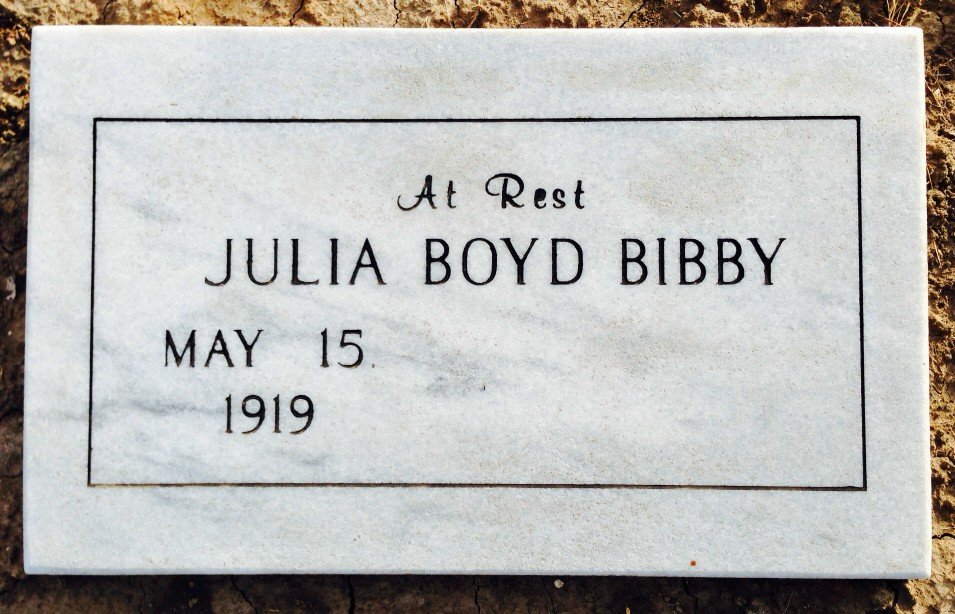 At Rest
JULIA BOYD BIBBY
MAY 15
1919